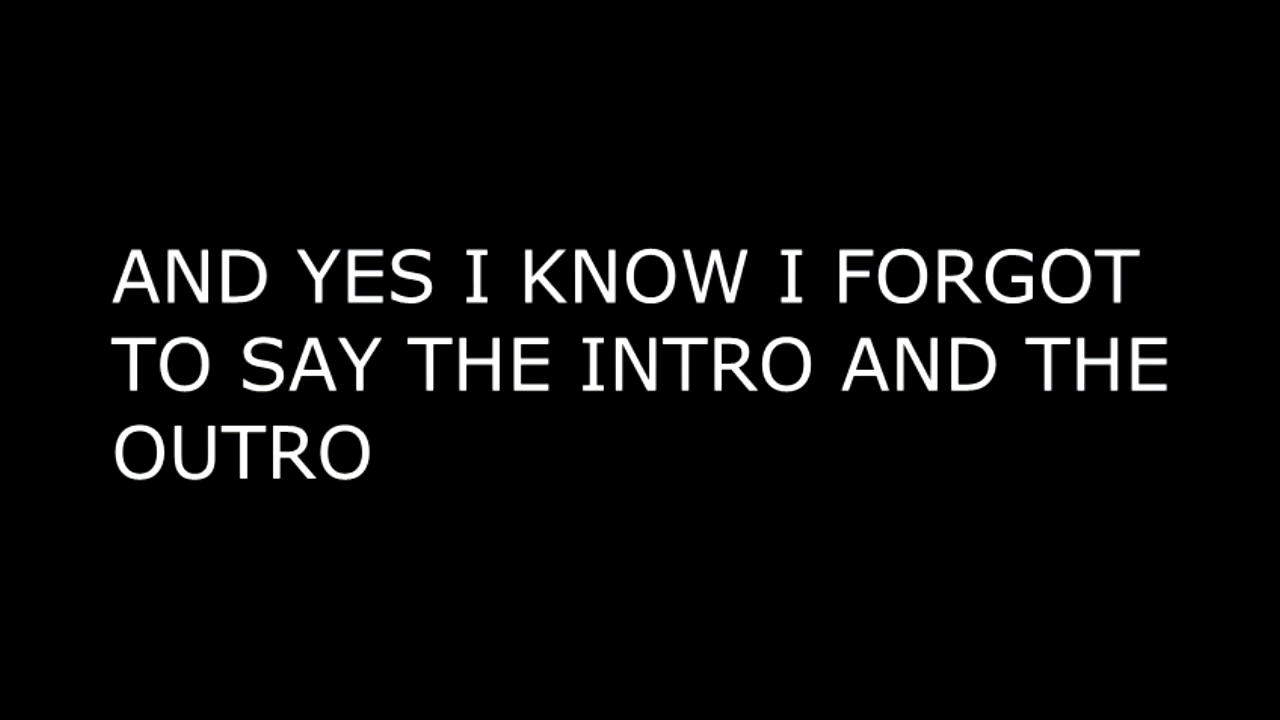 AND YES I KNOW I FORGOT
TO SAY THE INTRO AND THE
OUTRO